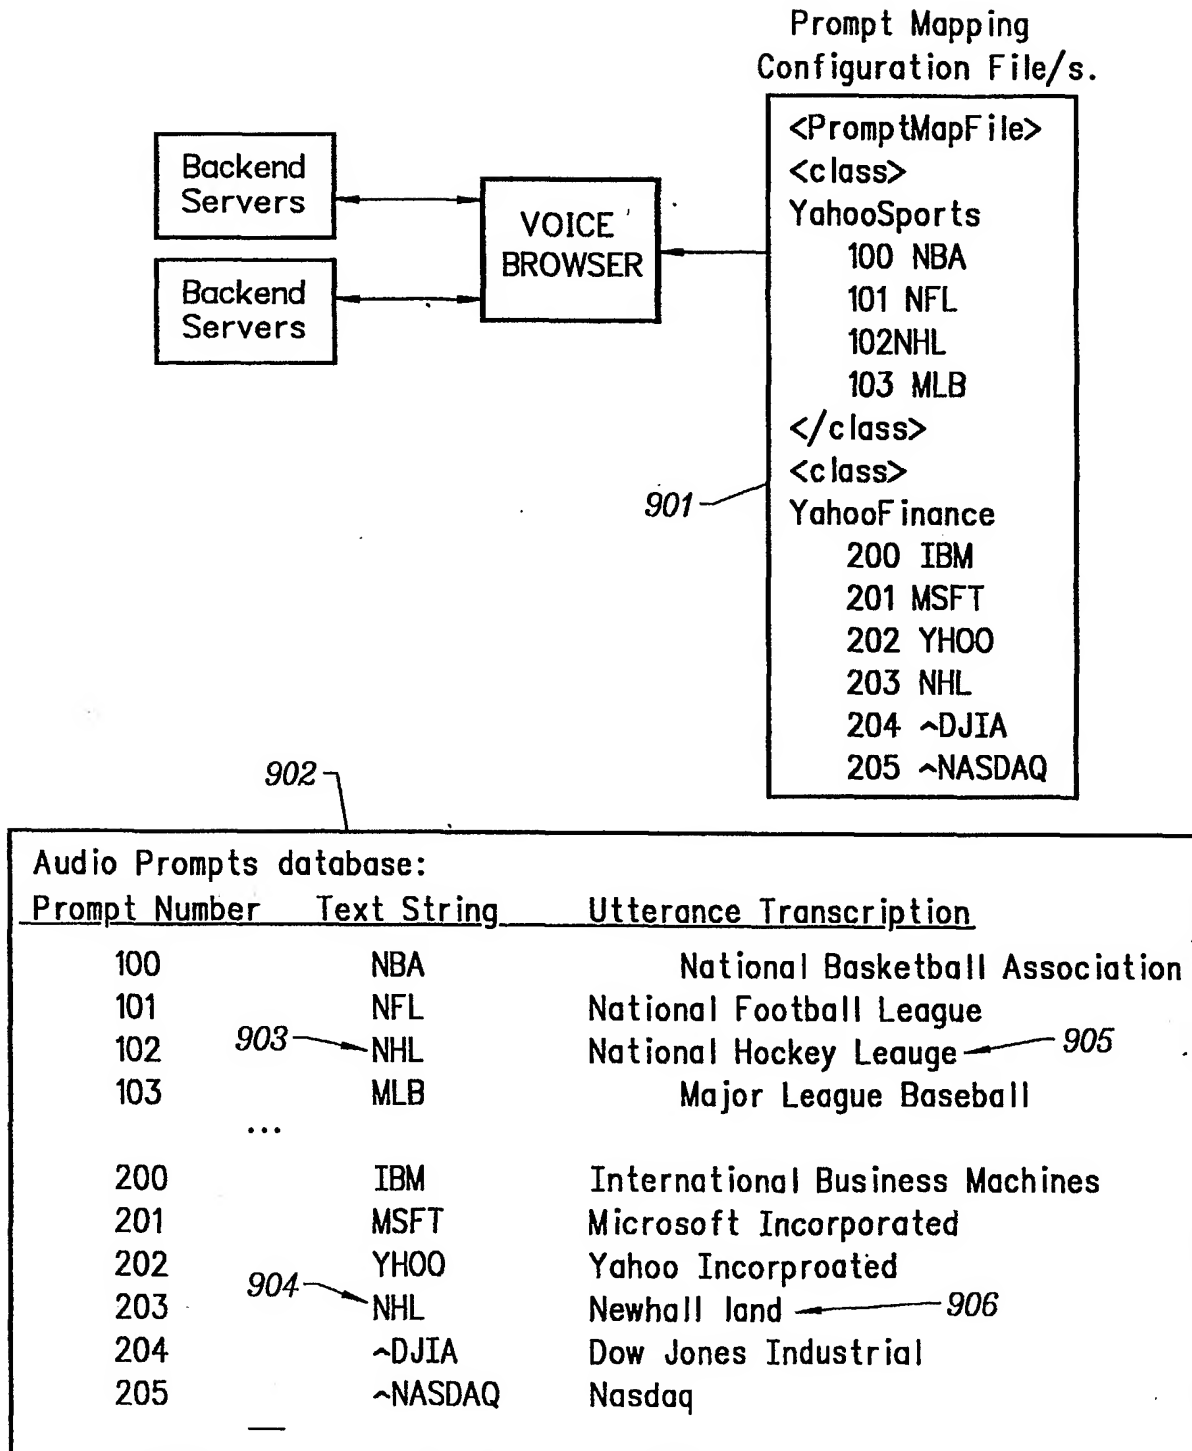 Prompt Mapping
Configuration File/s.
Backend
Servers
Backend
Servers
VOICE
BROWSER
<PromptMapFile>
<class>
YahooSports
100 NBA
101 NFL
102NHL
103 MLB
</class>
<class>
YahooFinance
200 IBM
201 MSFT
202 YHOO
203 NHL
204 ^DJIA
205 ^NASDAQ
901
902
Audio Prompts database:
Prompt Number Text String Utterance Transcription
100 NBA National Basketball Association
101 NFL National Football League
102 903 NHL National Hockey Leauge 905
103 MLB Major League Baseball
...
200 IBM International Business Machines
201 MSFT Microsoft Incorporated
202 YHOO Yahoo Incorproated
203 904 NHL Newhall land 906
204 ^DJIA Dow Jones Industrial
205 ^NASDAQ Nasdaq